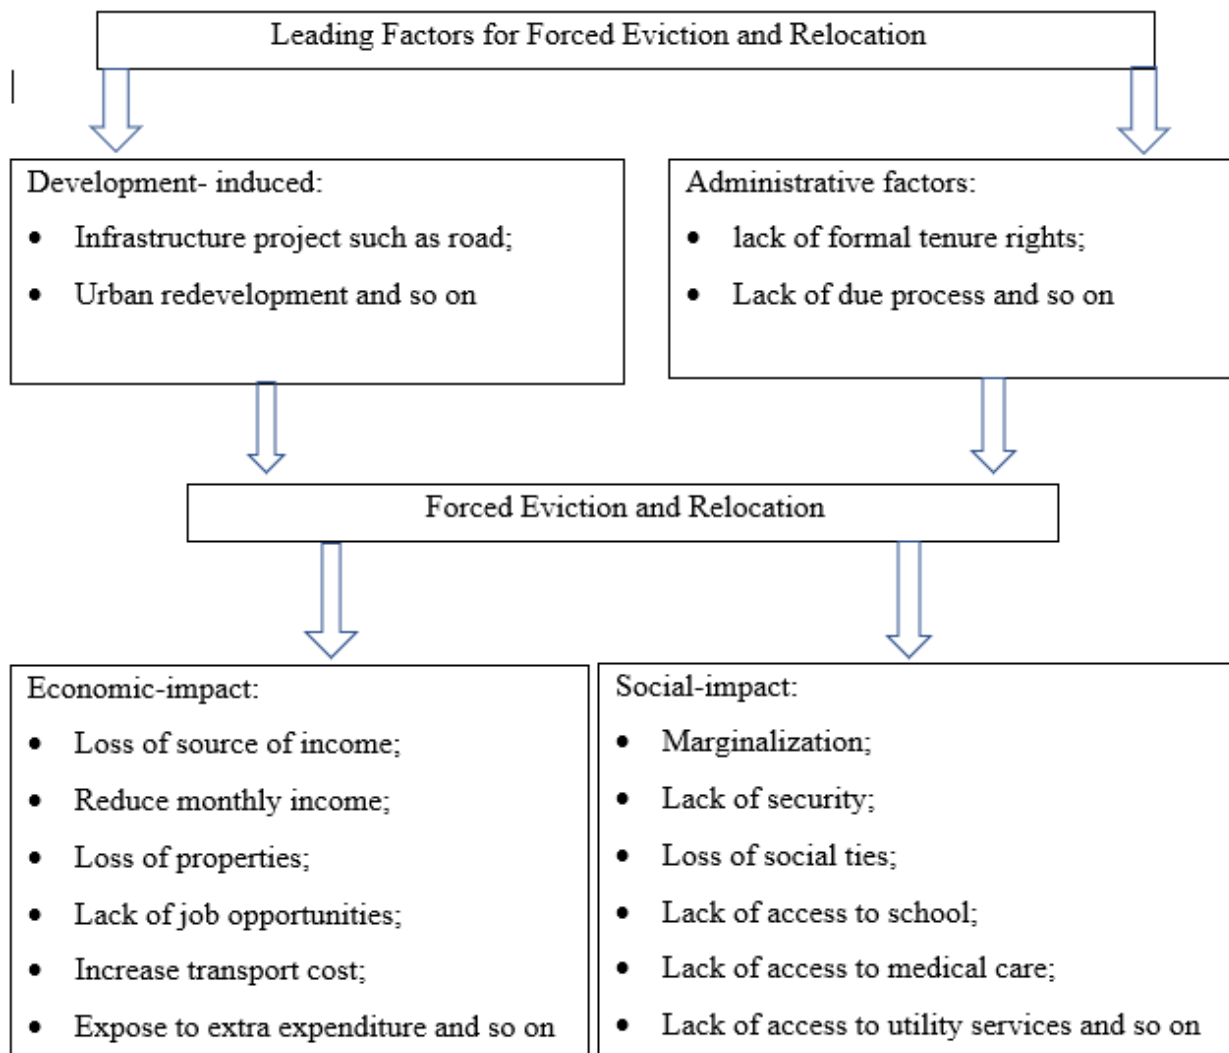 Leading Factors for Forced Eviction and Relocation
Development- induced:
• Infrastructure project such as road;
• Urban redevelopment and so on
Administrative factors:
• lack of formal tenure rights;
• Lack of due process and so on
Forced Eviction and Relocation
Economic-impact:
• Loss of source of income;
• Reduce monthly income;
• Loss of properties;
• Lack of job opportunities;
• Increase transport cost;
• Expose to extra expenditure and so on
Social-impact:
• Marginalization;
• Lack of security;
• Loss of social ties;
• Lack of access to school;
• Lack of access to medical care;
• Lack of access to utility services and so on